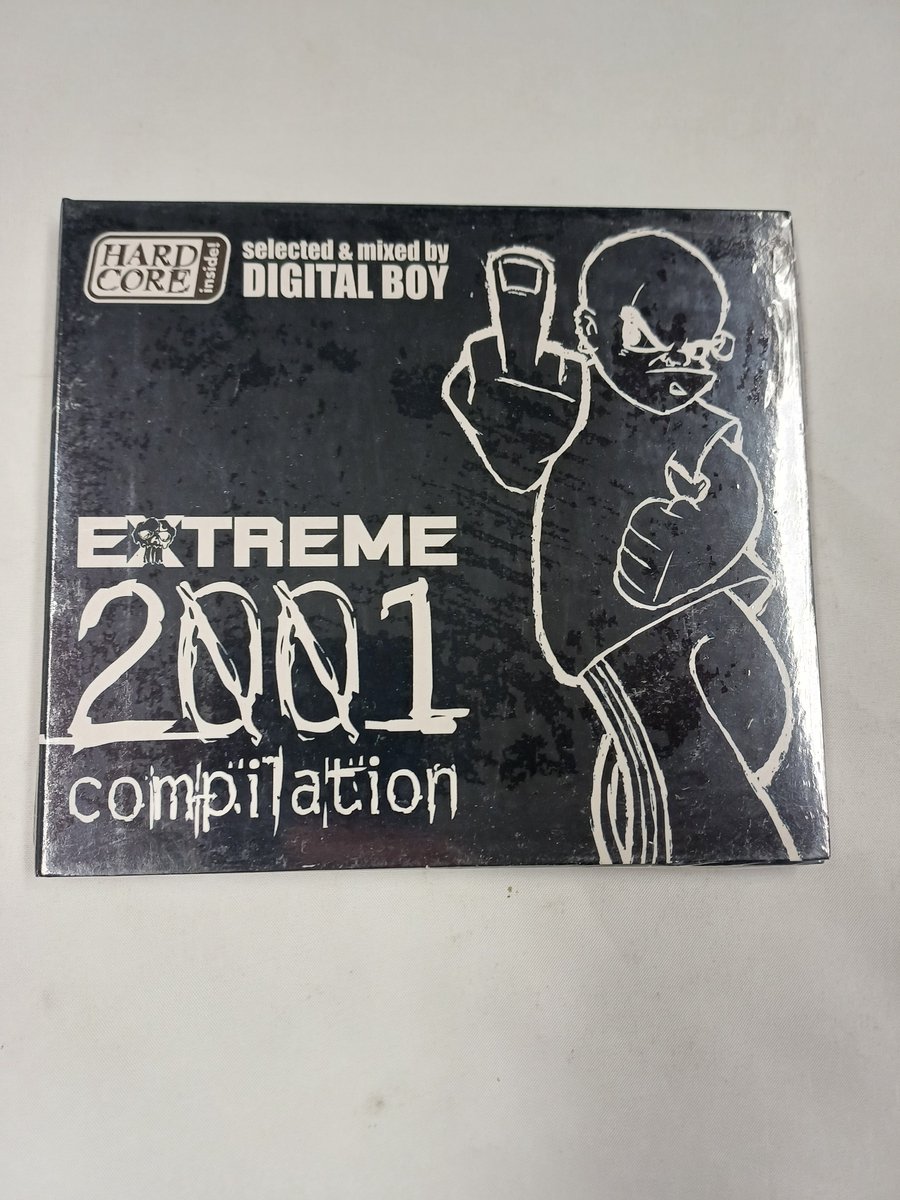 HARD
CORE
inside!
selected & mixed by
DIGITAL BOY
EXTREME
2001
compilation